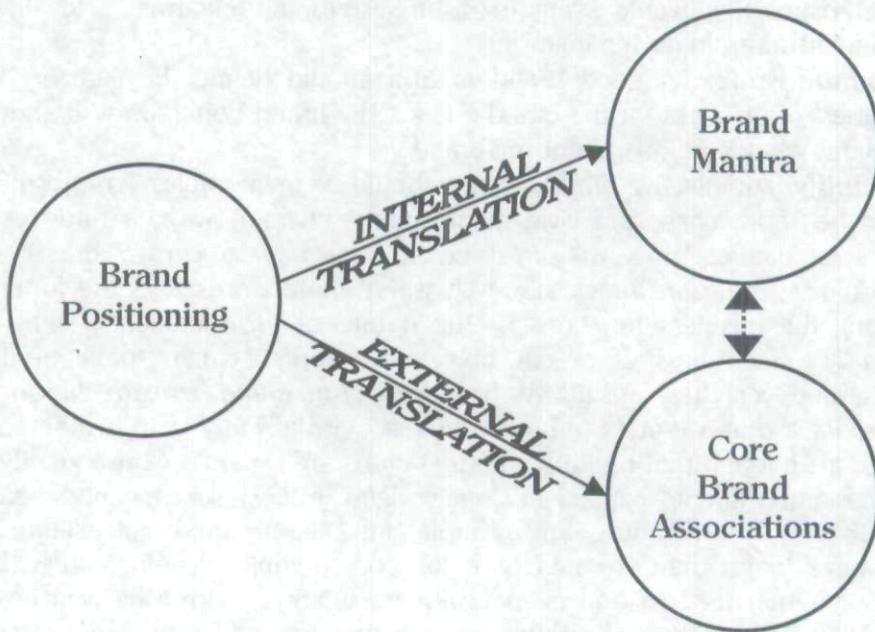 Brand
Positioning
INTERNAL
TRANSLATION
EXTERNAL
TRANSLATION
Brand
Mantra
Core
Brand
Associations